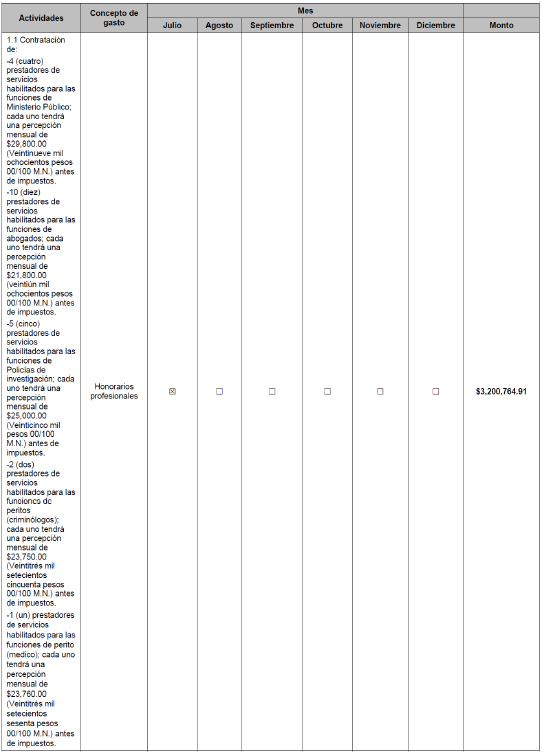 Actividades
Concepto de
gasto
Mes
Julio
Agosto
Septiembre
Octubre
Noviembre
Diciembre
Monto
1.1 Contratación
de:
-4 (cuatro)
prestadores de
servicios
habilitados para las
funciones de
Ministerio Público;
cada uno tendrá
una percepción
mensual de
$29,800.00
(Veintinueve mil
ochocientos pesos
00/100 M.N.) antes
de impuestos.
-10 (diez)
prestadores de
servicios
habilitados para las
funciones de
abogados; cada
uno tendrá una
percepción
mensual de
$21,800.00
(veintiún mil
ochocientos pesos
00/100 M.N.) antes
de impuestos.
-5 (cinco)
prestadores de
servicios
habilitados para las
funciones de
Policías de
investigación; cada
uno tendrá una
percepción
mensual de
$25,000.00
(Veinticinco mil
pesos 00/100
M.N.) antes de
impuestos.
-2 (dos)
prestadores de
servicios
habilitados para las
funciones de
peritos
(criminólogos);
cada uno tendrá
una percepción
mensual de
$23,750.00
(Veintitrés mil
setecientos
cincuenta pesos
00/100 M.N.) antes
de impuestos.
-1 (un) prestadores
de servicios
habilitados para las
funciones de perito
(medico); cada uno
tendrá una
percepción
mensual de
$23,760.00
(Veintitrés mil
setecientos
sesenta pesos
00/100 M.N.) antes
de impuestos.
Honorarios
profesionales
☒ ☐ ☐ ☐ ☐ ☐
$3,200,764.91